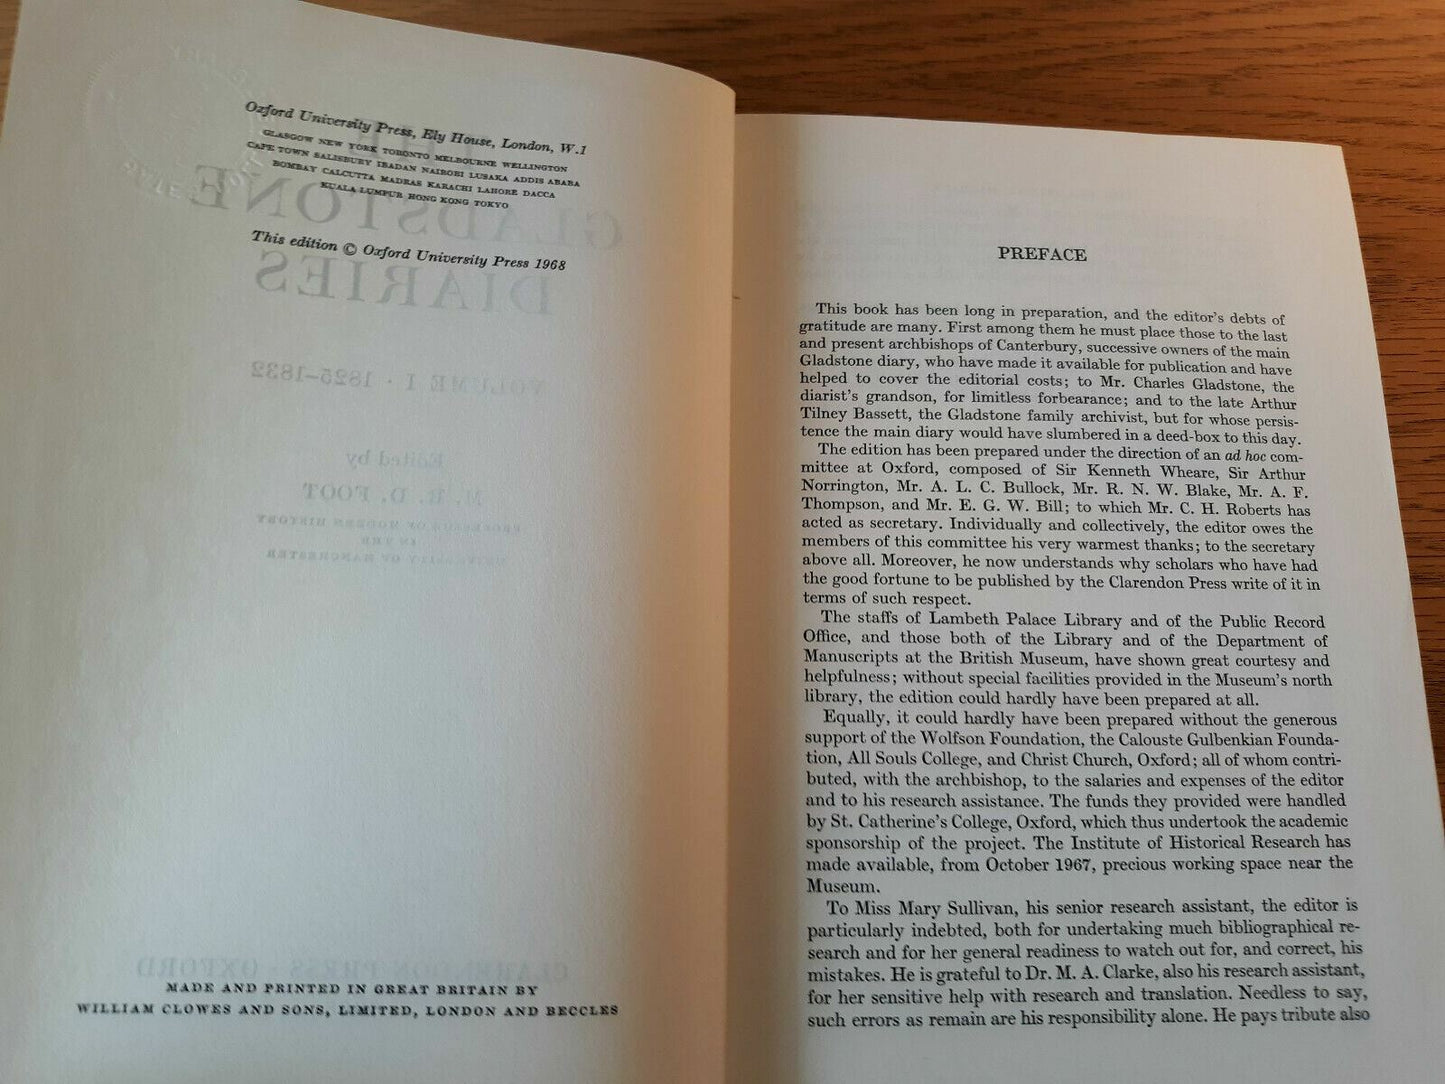 Oxford University Press, Ely House, London, W.1
GLASGOW NEW YORK TORONTO MELBOURNE WELLINGTON
CAPE TOWN SALISBURY IBADAN NAIROBI LUSAKA ADDIS ABABA
BOMBAY CALCUTTA MADRAS KARACHI LAHORE DACCA
KUALA LUMPUR HONG KONG TOKYO
This edition © Oxford University Press 1968
GLADSTONE
DIARIES
VOLUME I · 1825–1832
Edited by
M. R. D. FOOT
PROFESSOR OF MODERN HISTORY
IN THE
UNIVERSITY OF MANCHESTER
CLARENDON PRESS · OXFORD
MADE AND PRINTED IN GREAT BRITAIN BY
WILLIAM CLOWES AND SONS, LIMITED, LONDON AND BECCLES
PREFACE
This book has been long in preparation, and the editor's debts of
gratitude are many. First among them he must place those to the last
and present archbishops of Canterbury, successive owners of the main
Gladstone diary, who have made it available for publication and have
helped to cover the editorial costs; to Mr. Charles Gladstone, the
diarist's grandson, for limitless forbearance; and to the late Arthur
Tilney Bassett, the Gladstone family archivist, but for whose persis-
tence the main diary would have slumbered in a deed-box to this day.
The edition has been prepared under the direction of an ad hoc com-
mittee at Oxford, composed of Sir Kenneth Wheare, Sir Arthur
Norrington, Mr. A. L. C. Bullock, Mr. R. N. W. Blake, Mr. A. F.
Thompson, and Mr. E. G. W. Bill; to which Mr. C. H. Roberts has
acted as secretary. Individually and collectively, the editor owes the
members of this committee his very warmest thanks; to the secretary
above all. Moreover, he now understands why scholars who have had
the good fortune to be published by the Clarendon Press write of it in
terms of such respect.
The staffs of Lambeth Palace Library and of the Public Record
Office, and those both of the Library and of the Department of
Manuscripts at the British Museum, have shown great courtesy and
helpfulness; without special facilities provided in the Museum's north
library, the edition could hardly have been prepared at all.
Equally, it could hardly have been prepared without the generous
support of the Wolfson Foundation, the Calouste Gulbenkian Founda-
tion, All Souls College, and Christ Church, Oxford; all of whom contri-
buted, with the archbishop, to the salaries and expenses of the editor
and to his research assistance. The funds they provided were handled
by St. Catherine's College, Oxford, which thus undertook the academic
sponsorship of the project. The Institute of Historical Research has
made available, from October 1967, precious working space near the
Museum.
To Miss Mary Sullivan, his senior research assistant, the editor is
particularly indebted, both for undertaking much bibliographical re-
search and for her general readiness to watch out for, and correct, his
mistakes. He is grateful to Dr. M. A. Clarke, also his research assistant,
for her sensitive help with research and translation. Needless to say,
such errors as remain are his responsibility alone. He pays tribute also